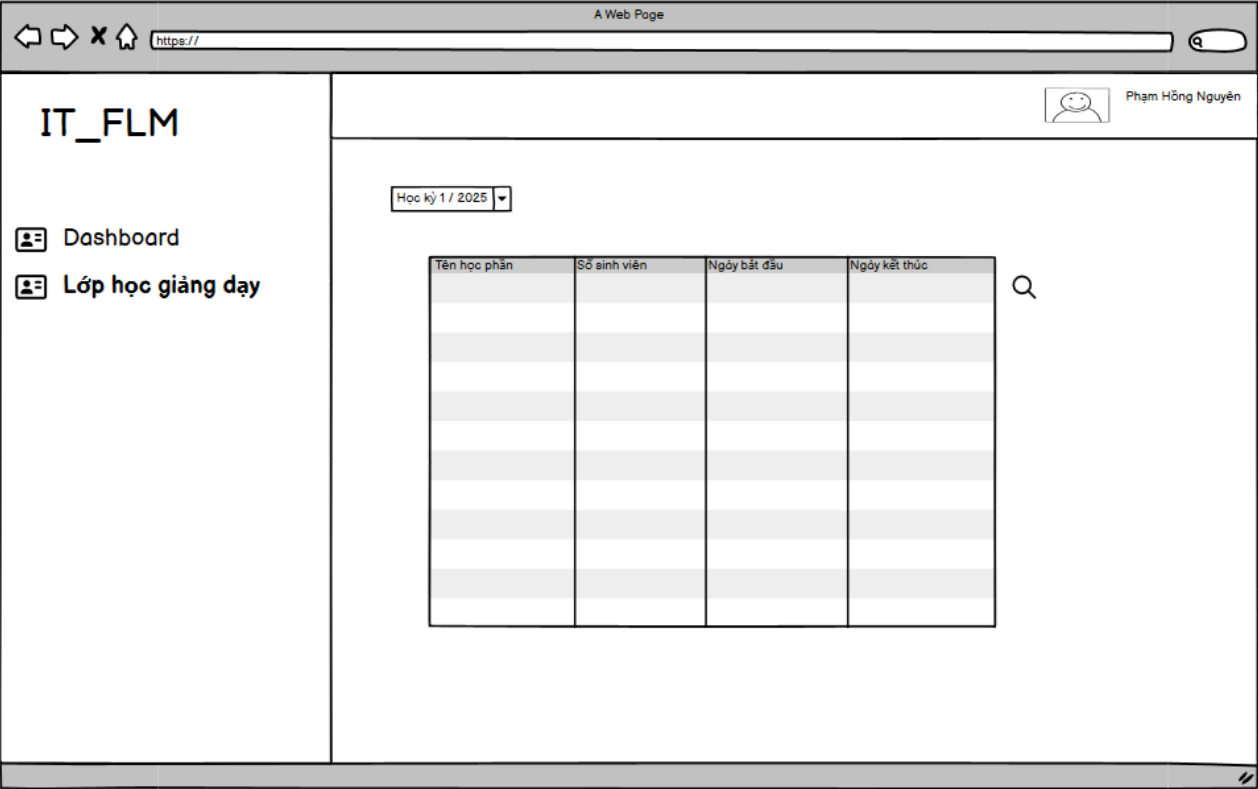 A Web Page
https://
IT_FLM
Phạm Hồng Nguyên
Dashboard
Lớp học giảng dạy
Học kỳ 1 / 2025
Tên học phần
Số sinh viên
Ngày bắt đầu
Ngày kết thúc